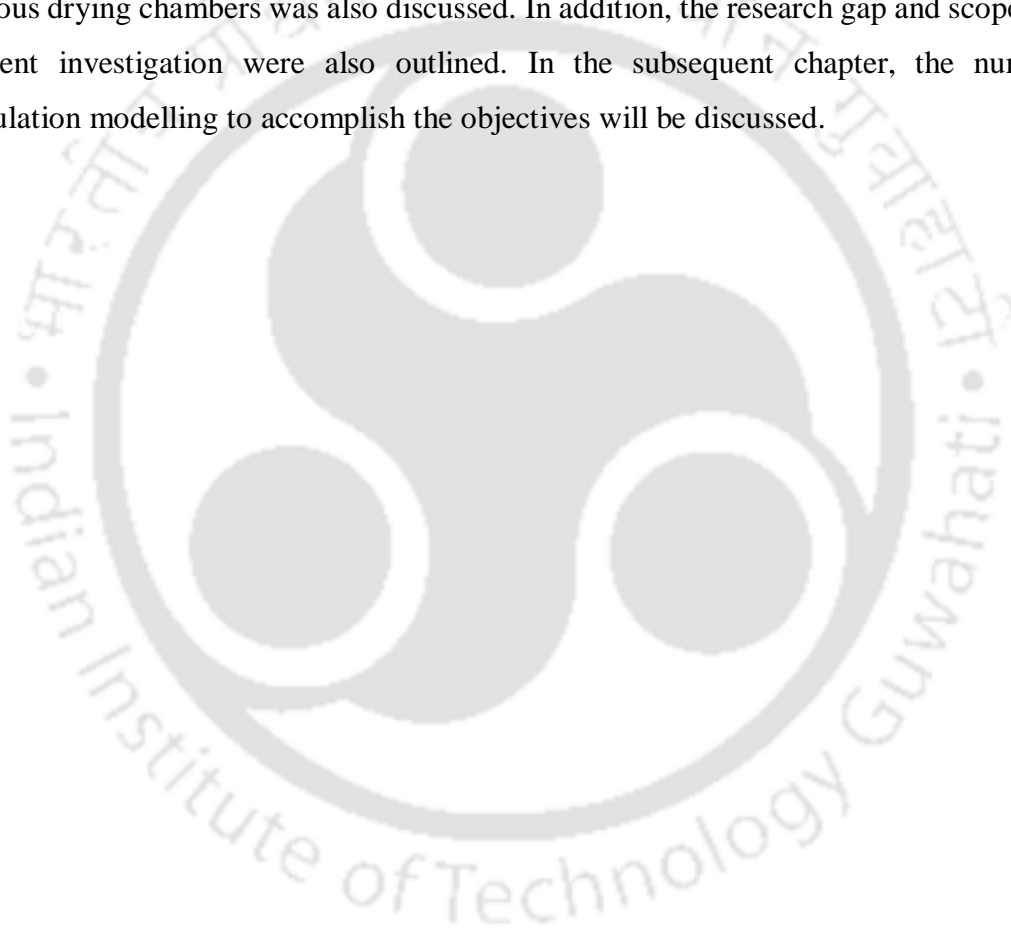 ous drying chambers was also discussed. In addition, the research gap and scope
ent investigation were also outlined. In the subsequent chapter, the nu
ulation modelling to accomplish the objectives will be discussed.
• Indian Institute of Technology Guwahati •